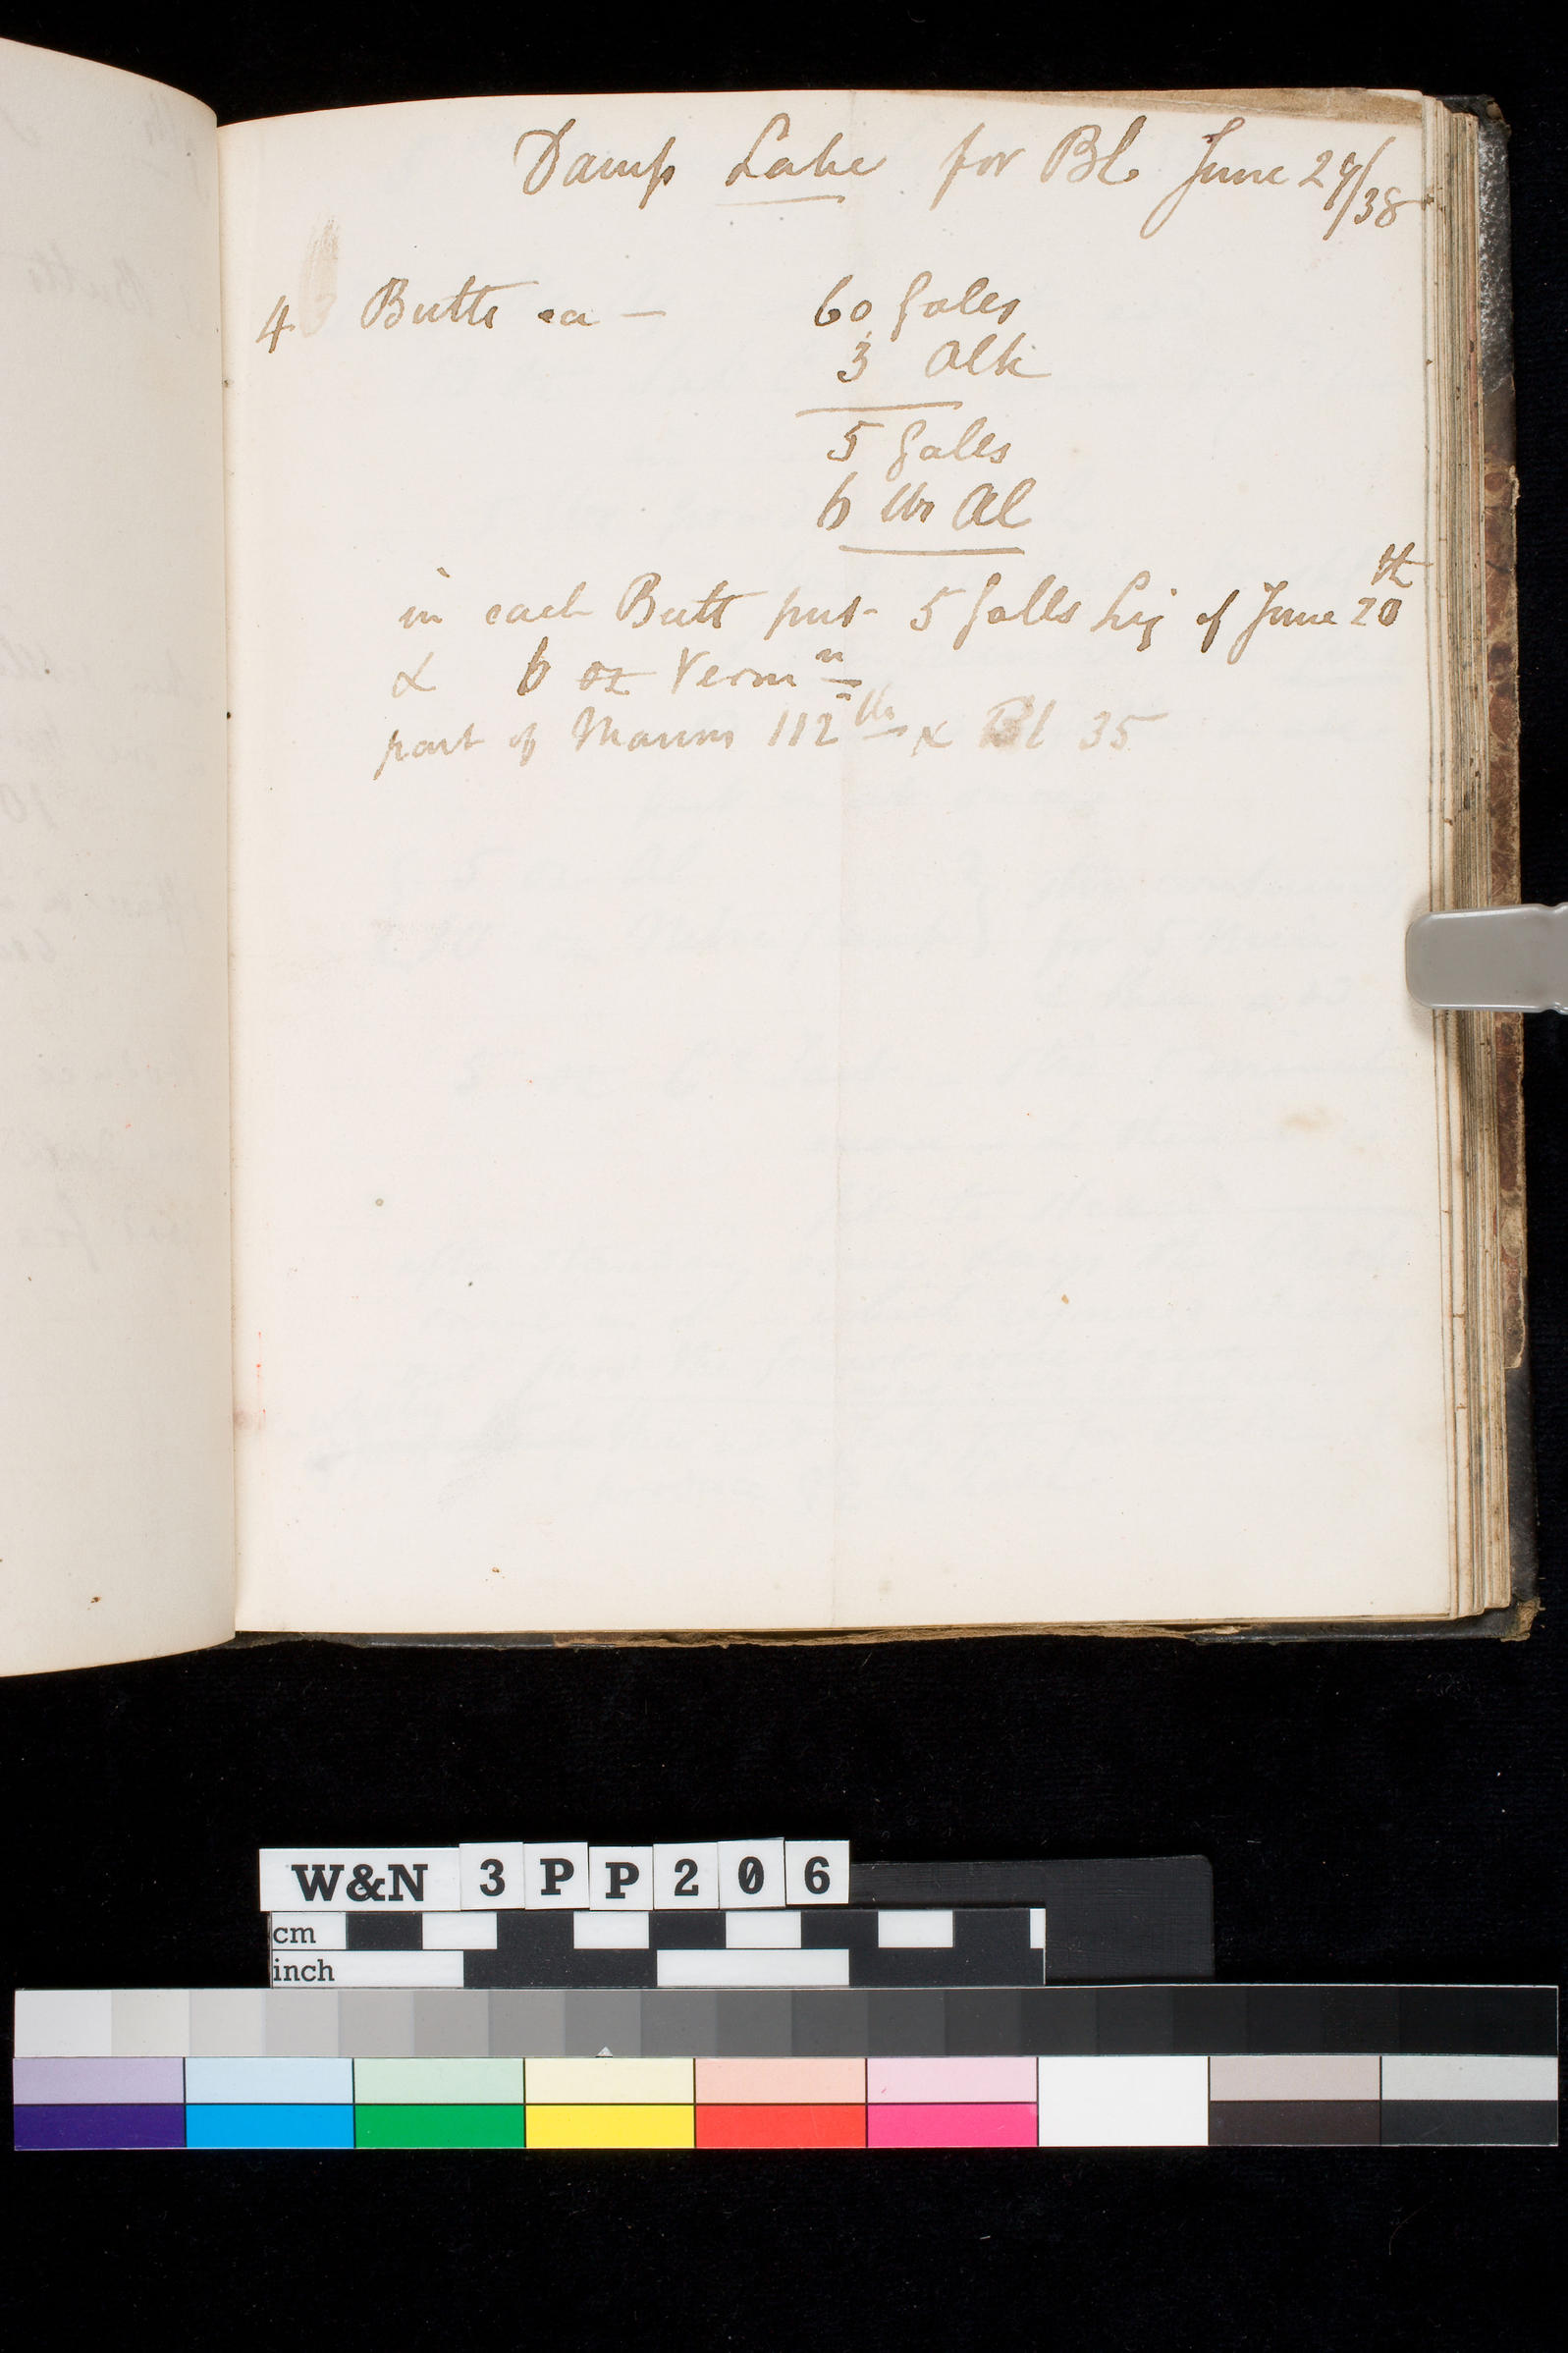 Damp Lake for Bl June 27/38
4 Butts ea — 60 Galls
3 Alk
5 Galls
6 lbs Al
in each Butt put 5 Galls Liq of June 20th
& 6 oz Vermn
part of Manns 112 lbs & Bl 35
W&N 3PP206
cm
inch